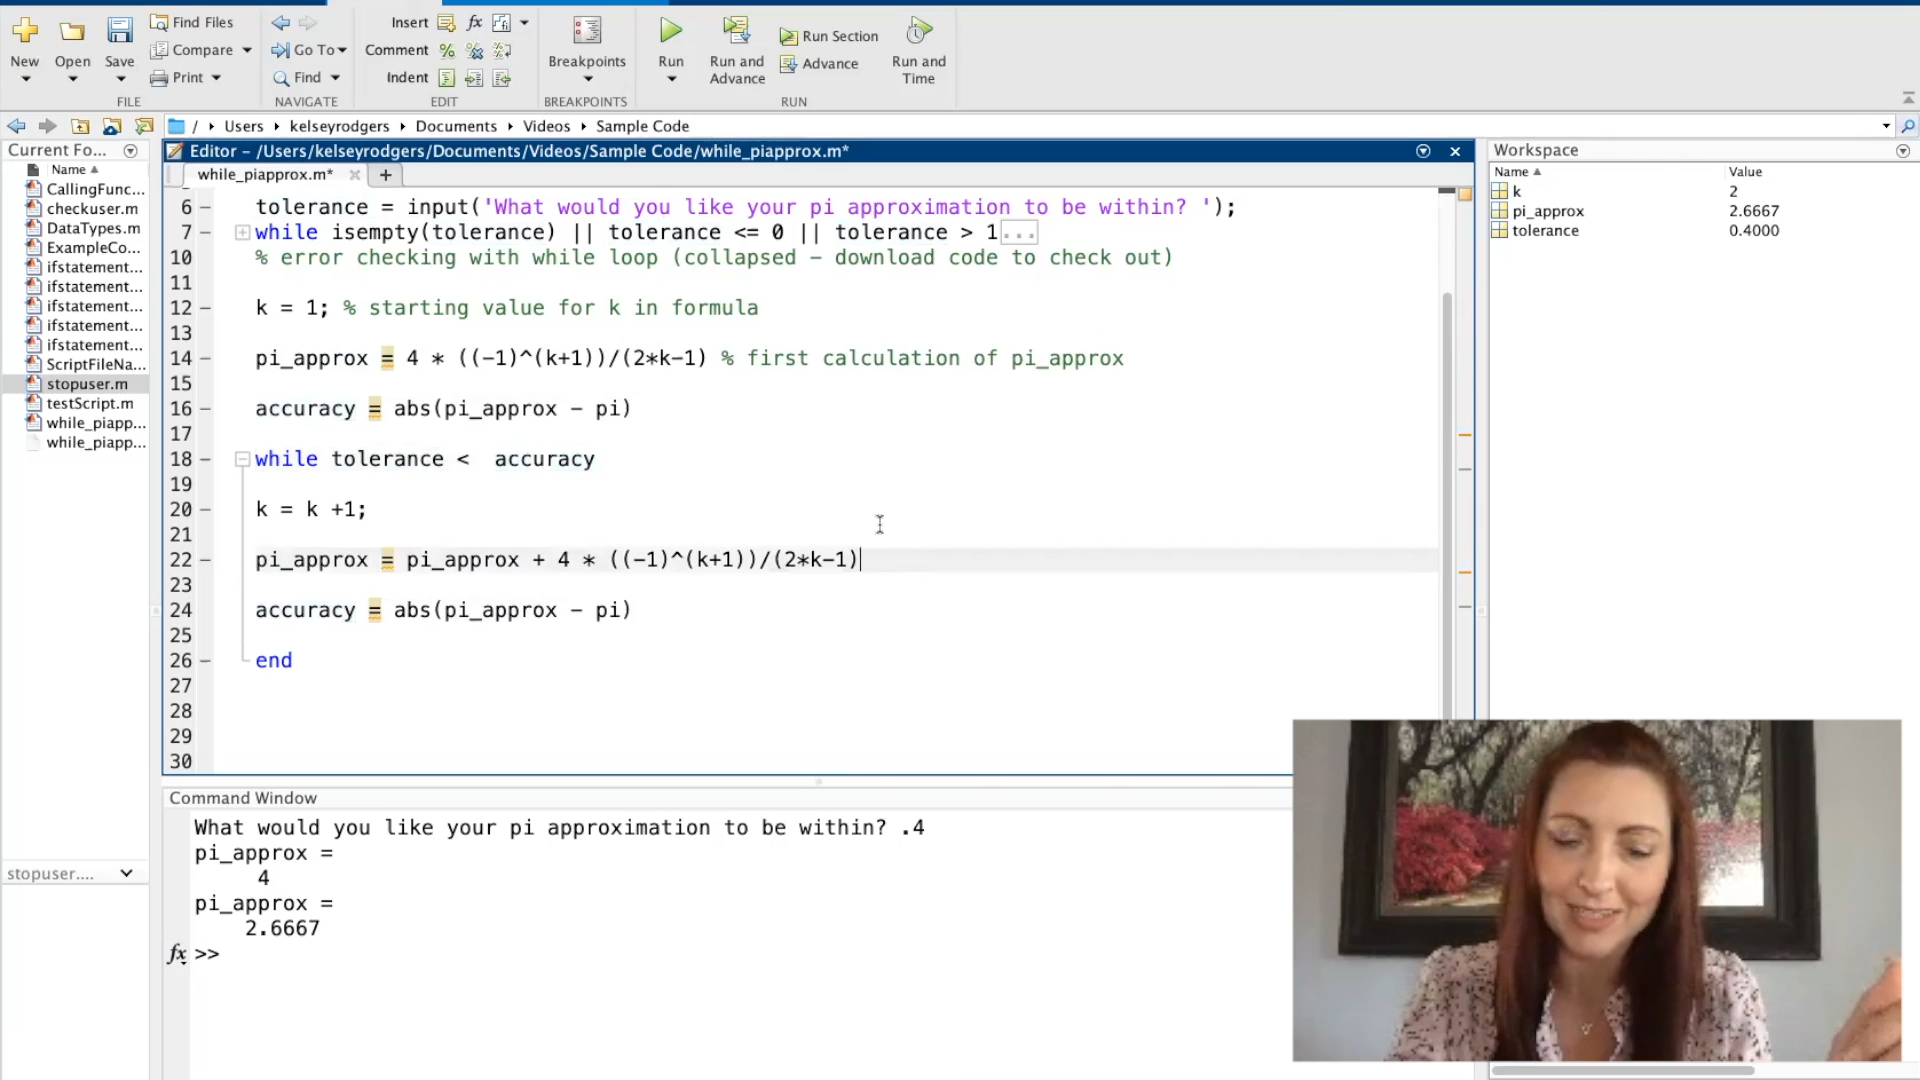 New
Open
Save
Find Files
Compare
Print
FILE
Go To
Find
NAVIGATE
Insert fx
Comment %
Indent
EDIT
Breakpoints
BREAKPOINTS
Run
Run and Advance
Run Section
Advance
Run and Time
RUN
/ Users kelseyrodgers Documents Videos Sample Code
Current Fo...
Name
CallingFunc...
checkuser.m
DataTypes.m
ExampleCo...
ifstatement...
ifstatement...
ifstatement...
ifstatement...
ifstatement...
ScriptFileNa...
stopuser.m
testScript.m
while_piapp...
while_piapp...
stopuser....
Editor – /Users/kelseyrodgers/Documents/Videos/Sample Code/while_piapprox.m*
while_piapprox.m* +
6 – tolerance = input('What would you like your pi approximation to be within? ');
7 – while isempty(tolerance) || tolerance <= 0 || tolerance > 1...
10 % error checking with while loop (collapsed – download code to check out)
11
12 – k = 1; % starting value for k in formula
13
14 – pi_approx = 4 * ((-1)^(k+1))/(2*k-1) % first calculation of pi_approx
15
16 – accuracy = abs(pi_approx - pi)
17
18 – while tolerance <  accuracy
19
20 – k = k +1;
21
22 – pi_approx = pi_approx + 4 * ((-1)^(k+1))/(2*k-1)
23
24 – accuracy = abs(pi_approx - pi)
25
26 – end
27
28
29
30
Command Window
What would you like your pi approximation to be within? .4
pi_approx =
4
pi_approx =
2.6667
fx >>
Workspace
Name Value
k 2
pi_approx 2.6667
tolerance 0.4000